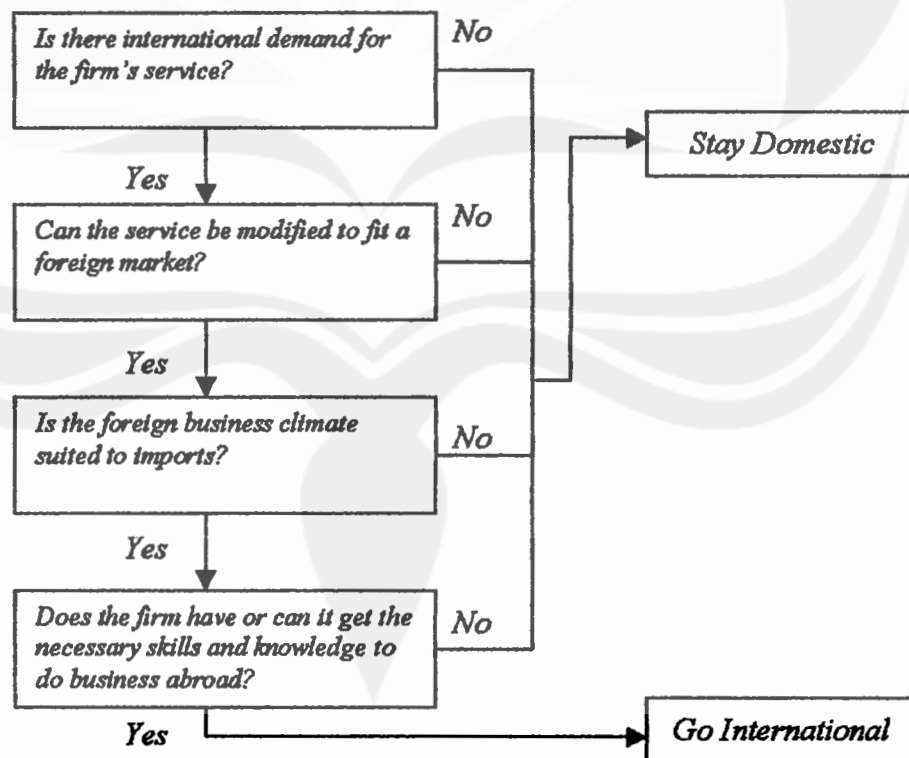 Is there international demand for
the firm's service?
No
Stay Domestic
Yes
Can the service be modified to fit a
foreign market?
No
Yes
Is the foreign business climate
suited to imports?
No
Yes
Does the firm have or can it get the
necessary skills and knowledge to
do business abroad?
No
Yes
Go International